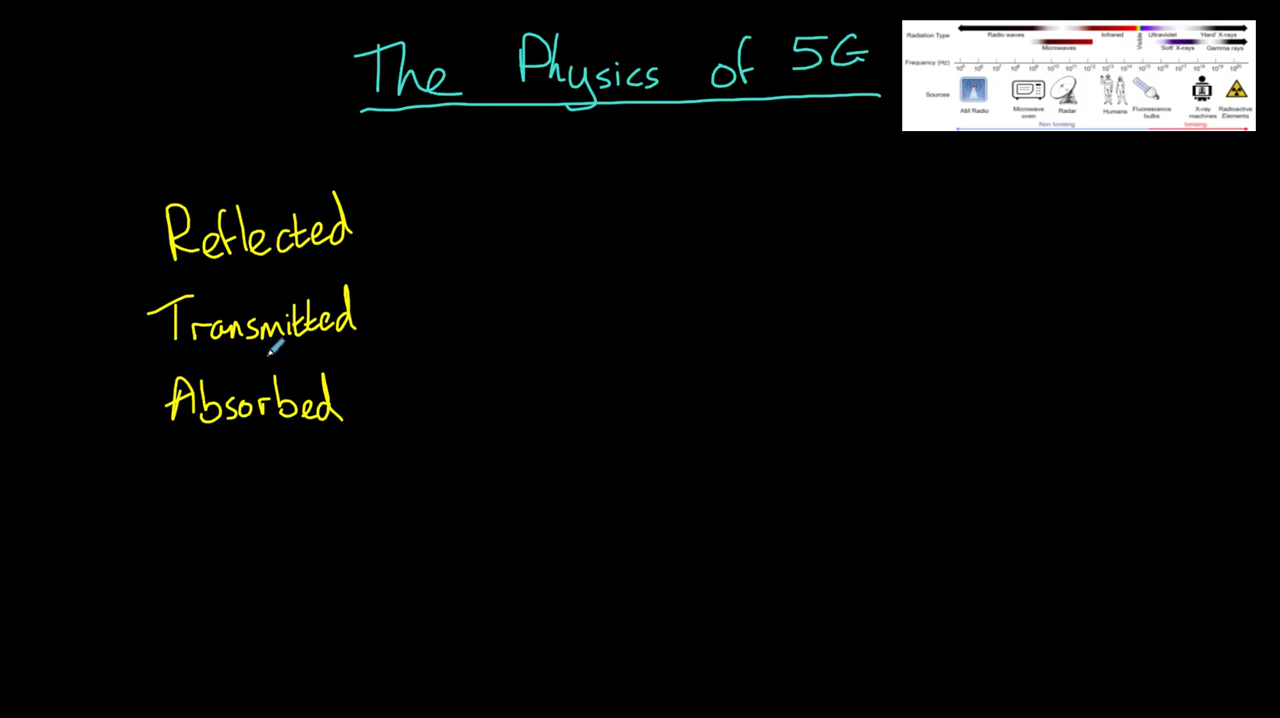 The Physics of 5G
Radiation Type
Radio waves
Microwaves
Infrared
Visible
Ultraviolet
'Soft' X-rays
'Hard' X-rays
Gamma rays
Frequency (Hz)
Sources
AM Radio
Microwave
oven
Radar
Humans
Fluorescence
bulbs
X-ray
machines
Radioactive
Elements
Non Ionising
Ionising
Reflected
Transmitted
Absorbed